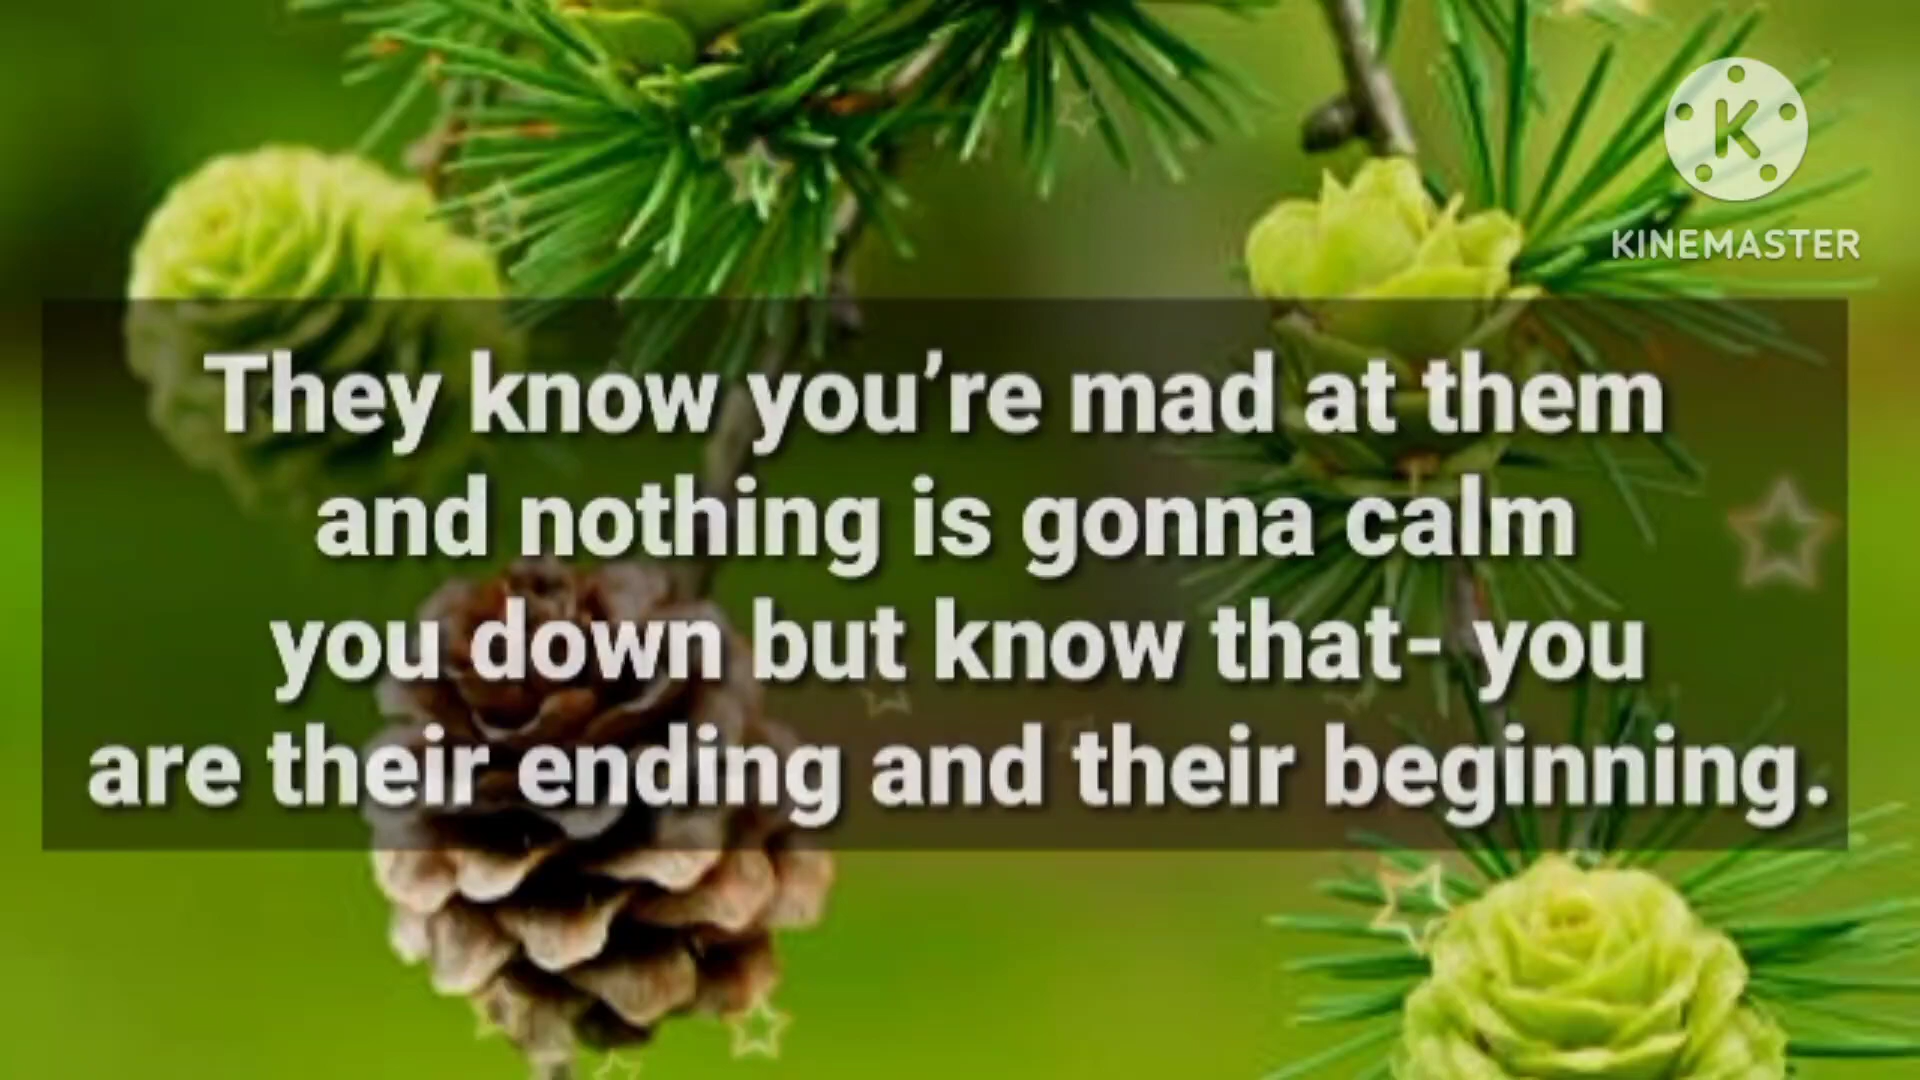 KINEMASTER
They know you’re mad at them
and nothing is gonna calm
you down but know that- you
are their ending and their beginning.